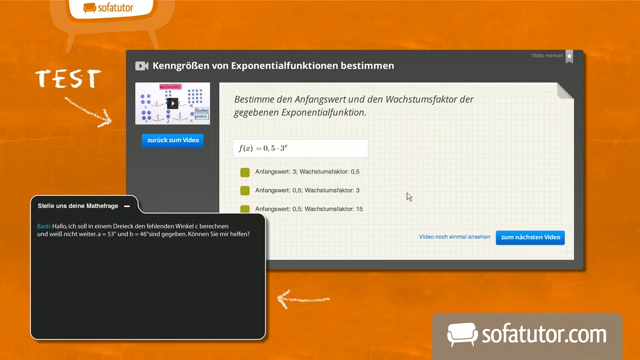 sofatutor
Video merken
Kenngrößen von Exponentialfunktionen bestimmen
TEST
Bestimme den Anfangswert und den Wachstumsfaktor der
gegebenen Exponentialfunktion.
zurück zum Video
f(x) = 0, 5 · 3ˣ
Anfangswert: 3; Wachstumsfaktor: 0,5
Anfangswert: 0,5; Wachstumsfaktor: 3
Anfangswert: 0,5; Wachstumsfaktor: 15
Video noch einmal ansehen
zum nächsten Video
Stelle uns deine Mathefrage
Basti: Hallo, ich soll in einem Dreieck den fehlenden Winkel c berechnen
und weiß nicht weiter. a = 53° und b = 46°sind gegeben. Können Sie mir helfen?
sofatutor.com